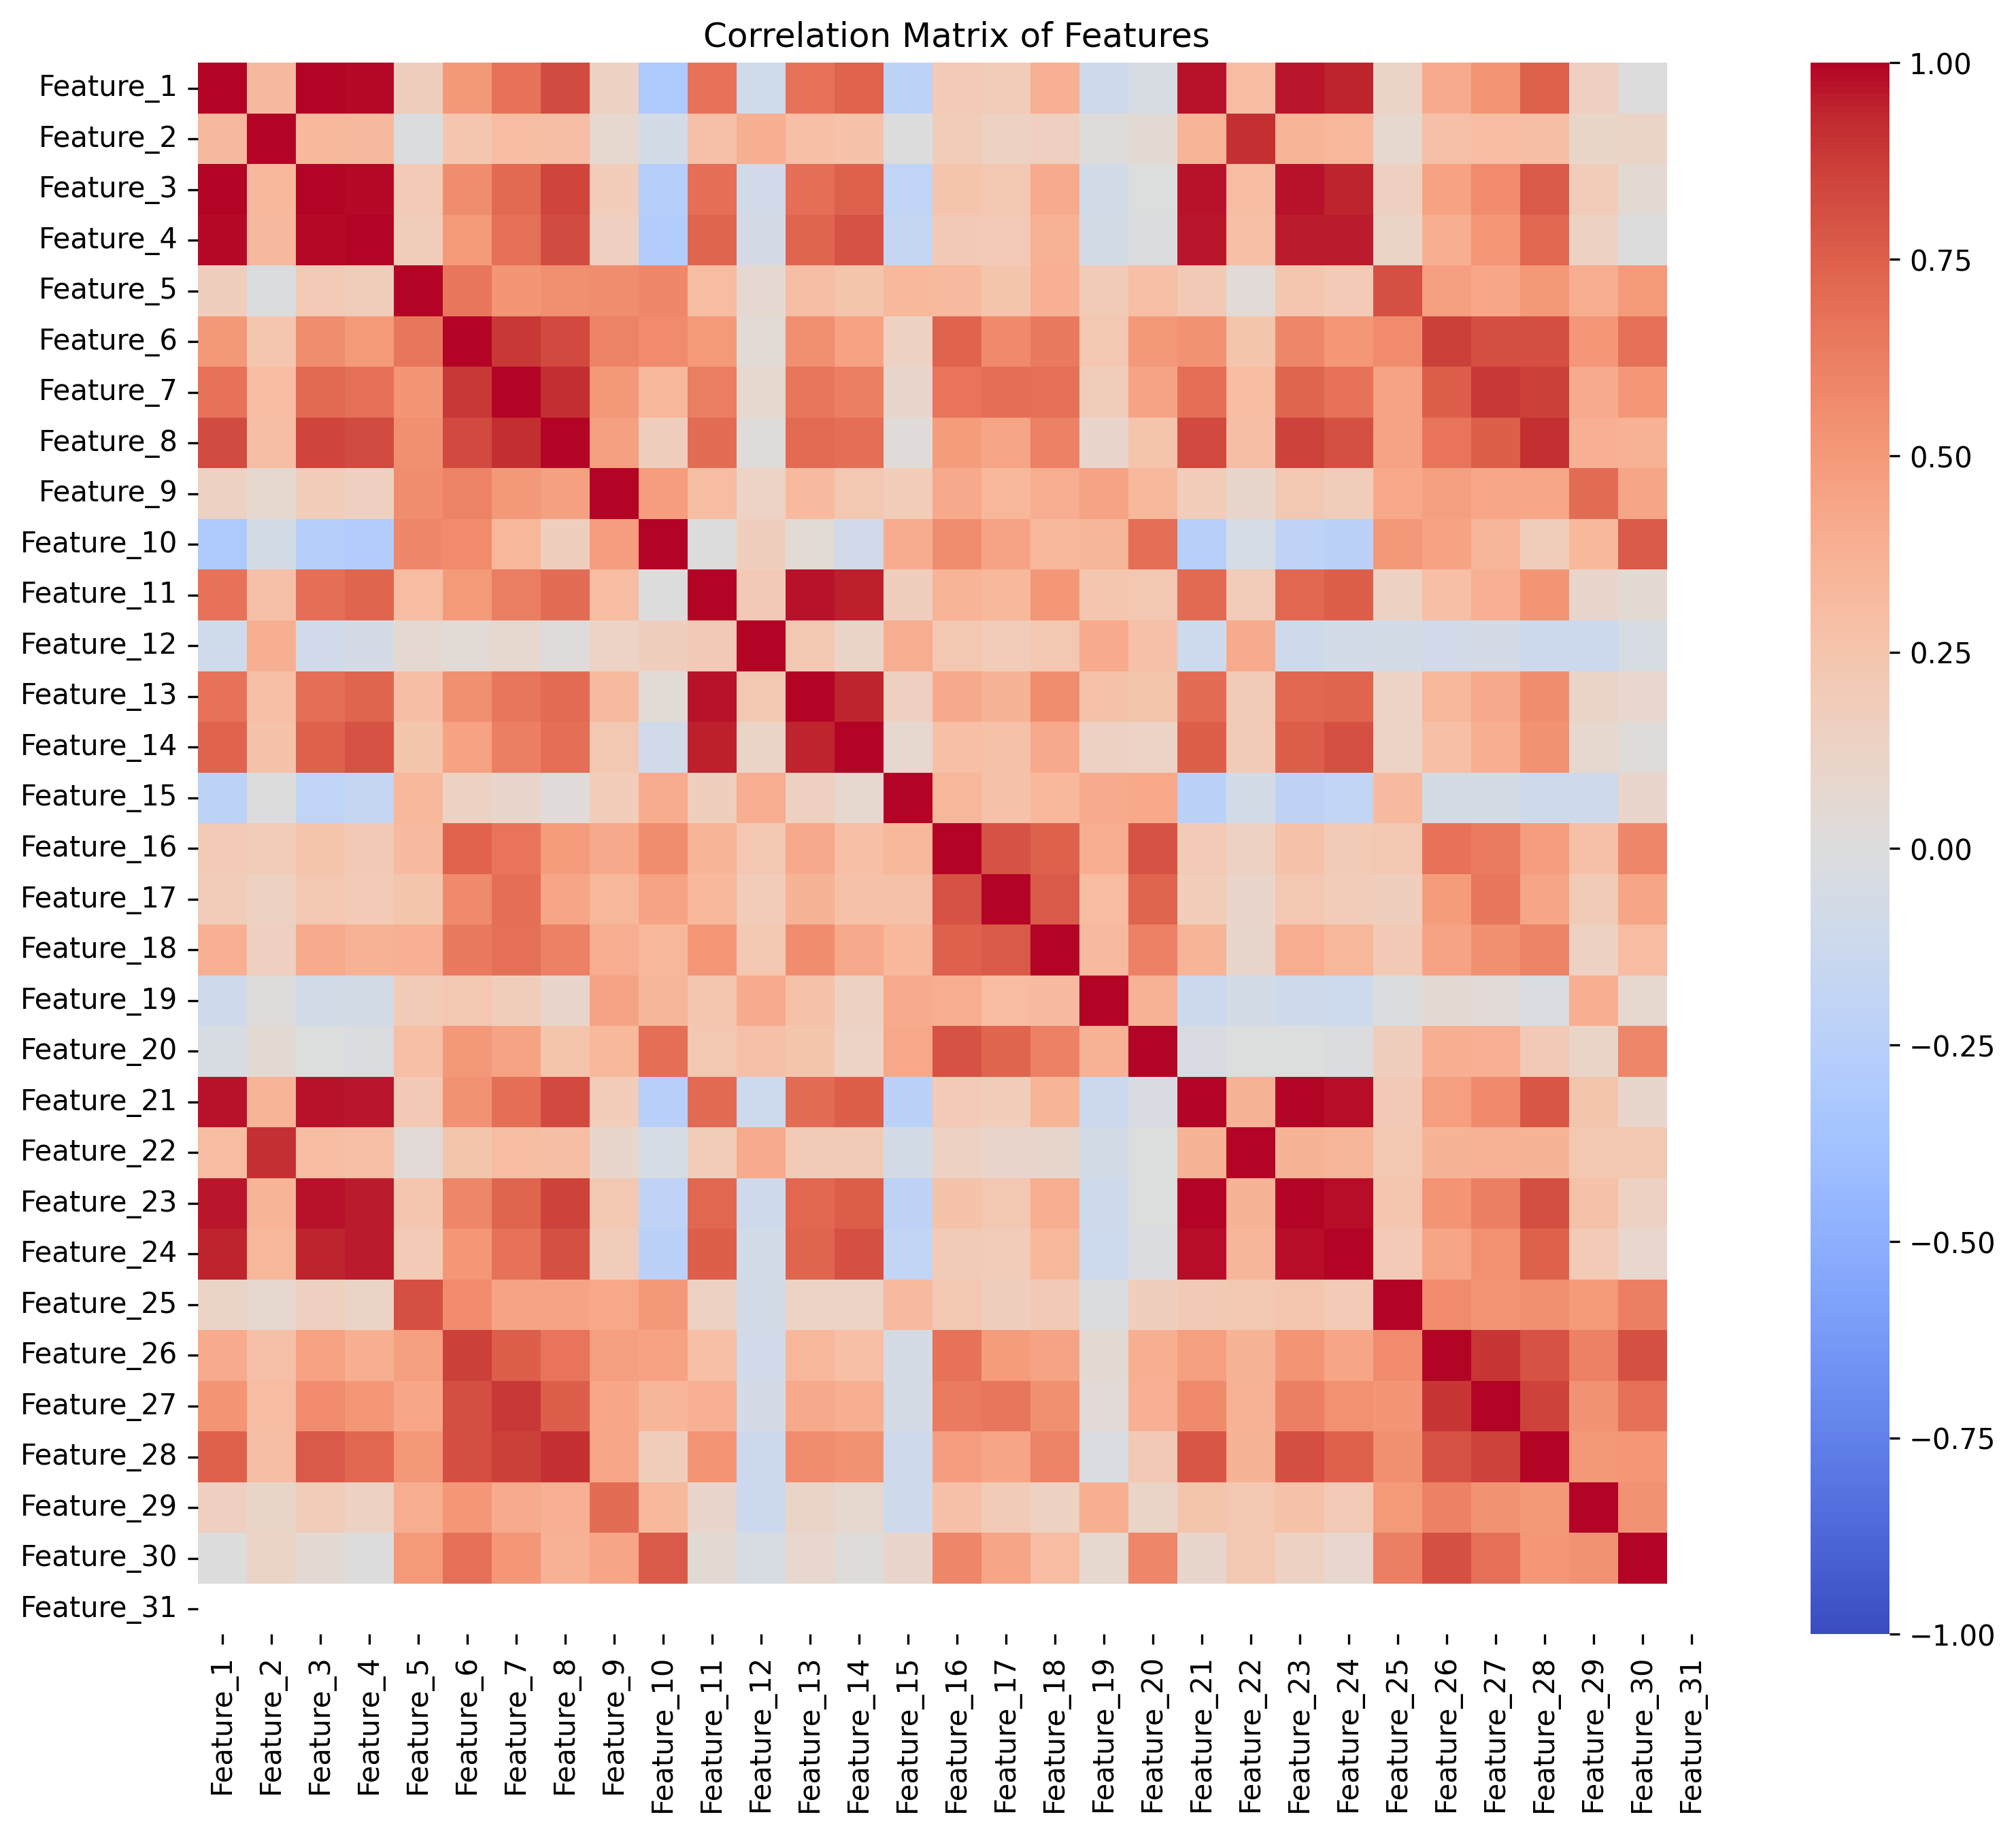 Correlation Matrix of Features
Feature_1
Feature_2
Feature_3
Feature_4
Feature_5
Feature_6
Feature_7
Feature_8
Feature_9
Feature_10
Feature_11
Feature_12
Feature_13
Feature_14
Feature_15
Feature_16
Feature_17
Feature_18
Feature_19
Feature_20
Feature_21
Feature_22
Feature_23
Feature_24
Feature_25
Feature_26
Feature_27
Feature_28
Feature_29
Feature_30
Feature_31
Feature_1
Feature_2
Feature_3
Feature_4
Feature_5
Feature_6
Feature_7
Feature_8
Feature_9
Feature_10
Feature_11
Feature_12
Feature_13
Feature_14
Feature_15
Feature_16
Feature_17
Feature_18
Feature_19
Feature_20
Feature_21
Feature_22
Feature_23
Feature_24
Feature_25
Feature_26
Feature_27
Feature_28
Feature_29
Feature_30
Feature_31
1.00
0.75
0.50
0.25
0.00
−0.25
−0.50
−0.75
−1.00